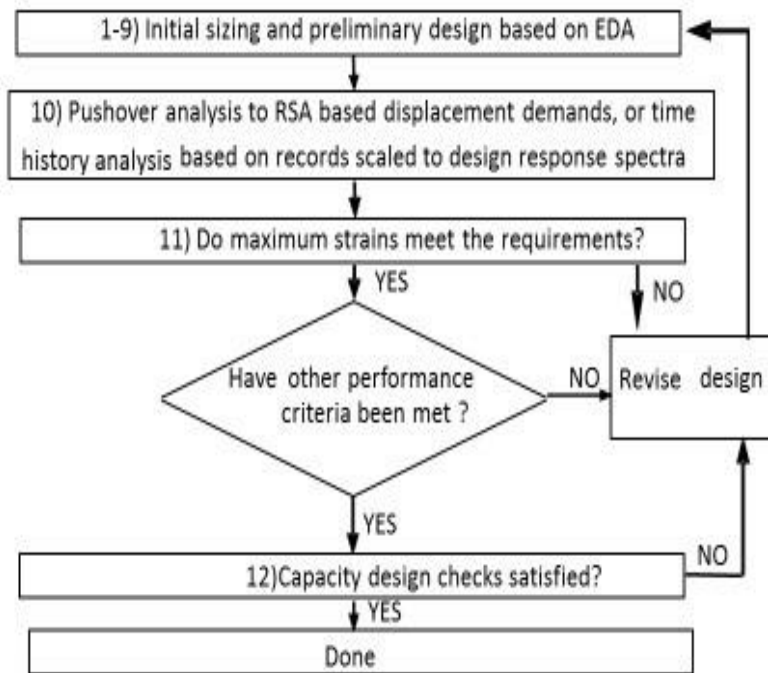 1-9) Initial sizing and preliminary design based on EDA
10) Pushover analysis to RSA based displacement demands, or time
history analysis based on records scaled to design response spectra
11) Do maximum strains meet the requirements?
YES
NO
Have other performance
criteria been met ?
NO
Revise design
YES
NO
12)Capacity design checks satisfied?
YES
Done